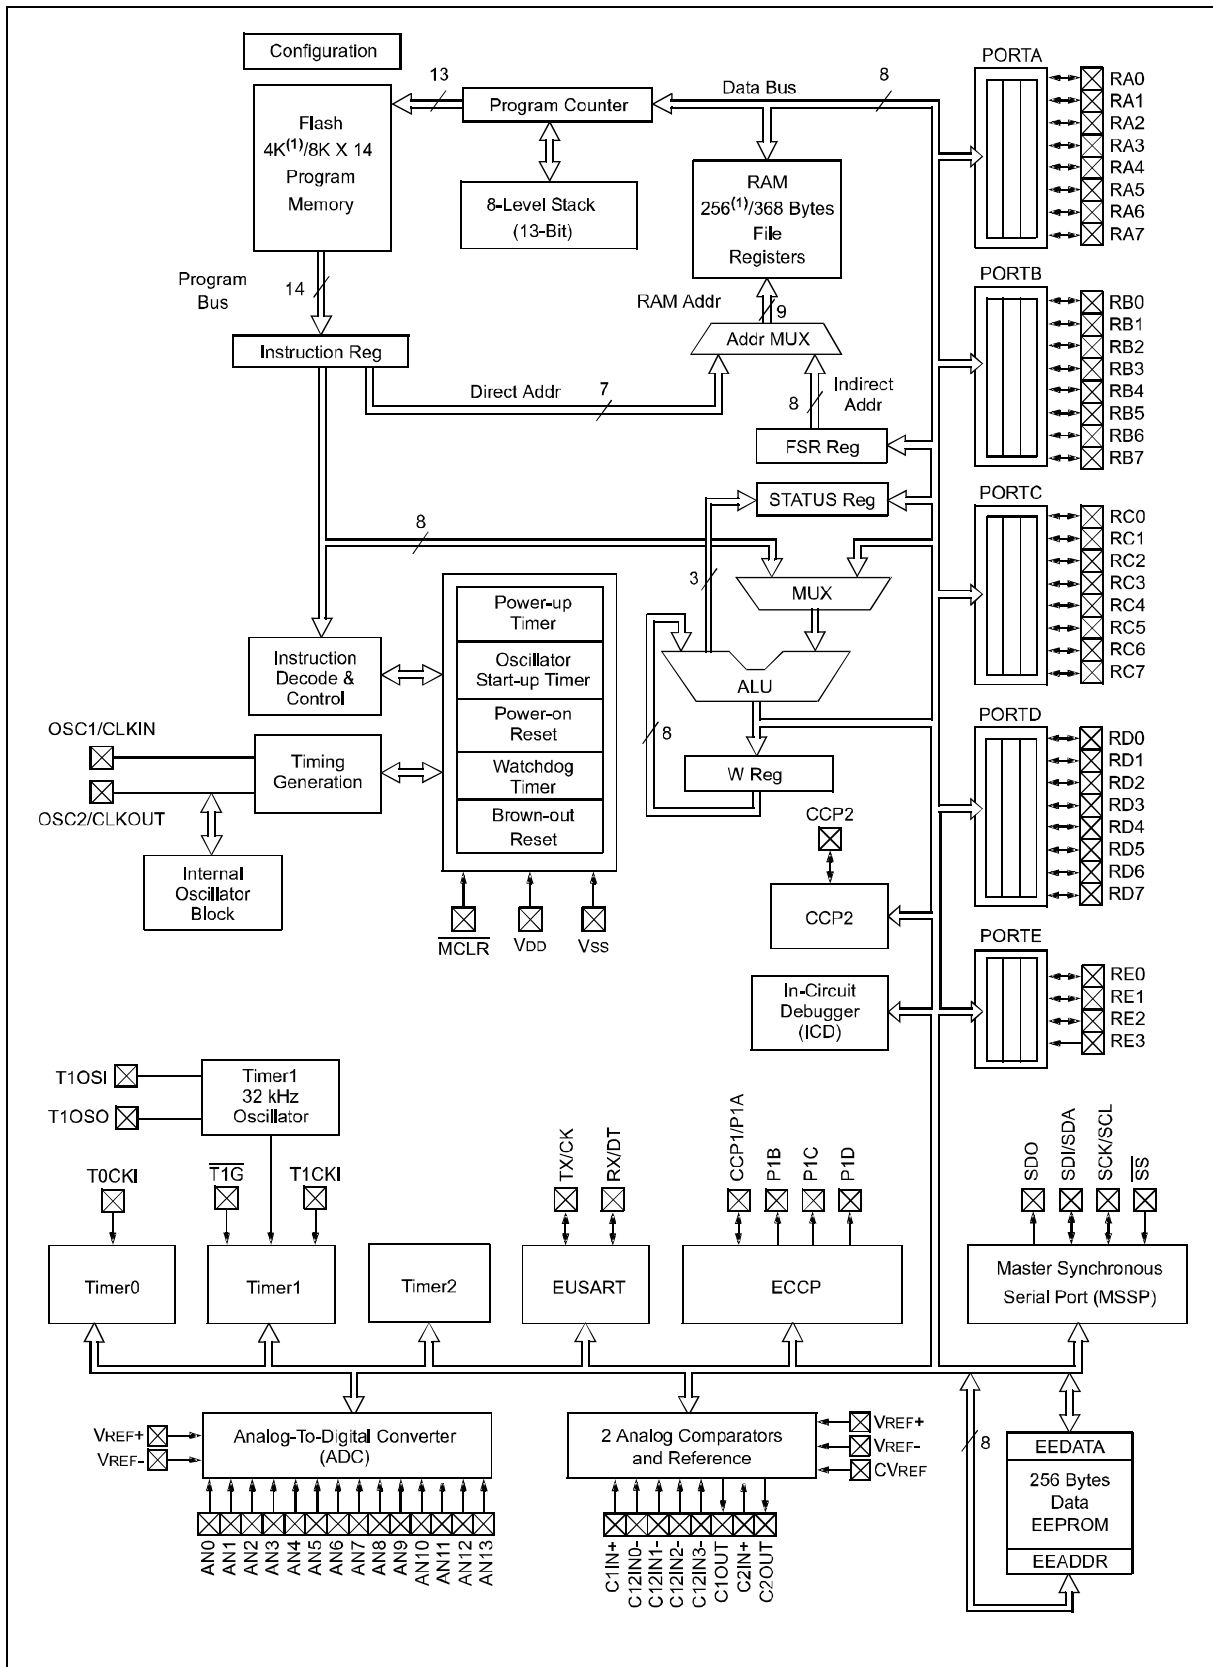 Configuration
13
Program Counter
Data Bus
8
Flash
4K(1)/8K X 14
Program
Memory
8-Level Stack
(13-Bit)
RAM
256(1)/368 Bytes
File
Registers
Program
Bus
14
RAM Addr
9
Addr MUX
Instruction Reg
Direct Addr
7
8
Indirect
Addr
FSR Reg
STATUS Reg
8
3
MUX
Power-up
Timer
Oscillator
Start-up Timer
Power-on
Reset
Watchdog
Timer
Brown-out
Reset
Instruction
Decode &
Control
ALU
8
W Reg
OSC1/CLKIN
Timing
Generation
OSC2/CLKOUT
Internal
Oscillator
Block
MCLR
VDD
VSS
CCP2
CCP2
In-Circuit
Debugger
(ICD)
PORTA
RA0
RA1
RA2
RA3
RA4
RA5
RA6
RA7
PORTB
RB0
RB1
RB2
RB3
RB4
RB5
RB6
RB7
PORTC
RC0
RC1
RC2
RC3
RC4
RC5
RC6
RC7
PORTD
RD0
RD1
RD2
RD3
RD4
RD5
RD6
RD7
PORTE
RE0
RE1
RE2
RE3
T1OSI
T1OSO
Timer1
32 kHz
Oscillator
T0CKI
T1G
T1CKI
TX/CK
RX/DT
CCP1/P1A
P1B
P1C
P1D
SDO
SDI/SDA
SCK/SCL
SS
Timer0
Timer1
Timer2
EUSART
ECCP
Master Synchronous
Serial Port (MSSP)
VREF+
VREF-
Analog-To-Digital Converter
(ADC)
2 Analog Comparators
and Reference
VREF+
VREF-
CVREF
8
EEDATA
256 Bytes
Data
EEPROM
EEADDR
AN0
AN1
AN2
AN3
AN4
AN5
AN6
AN7
AN8
AN9
AN10
AN11
AN12
AN13
C1IN+
C12IN0-
C12IN1-
C12IN2-
C12IN3-
C1OUT
C2IN+
C2OUT